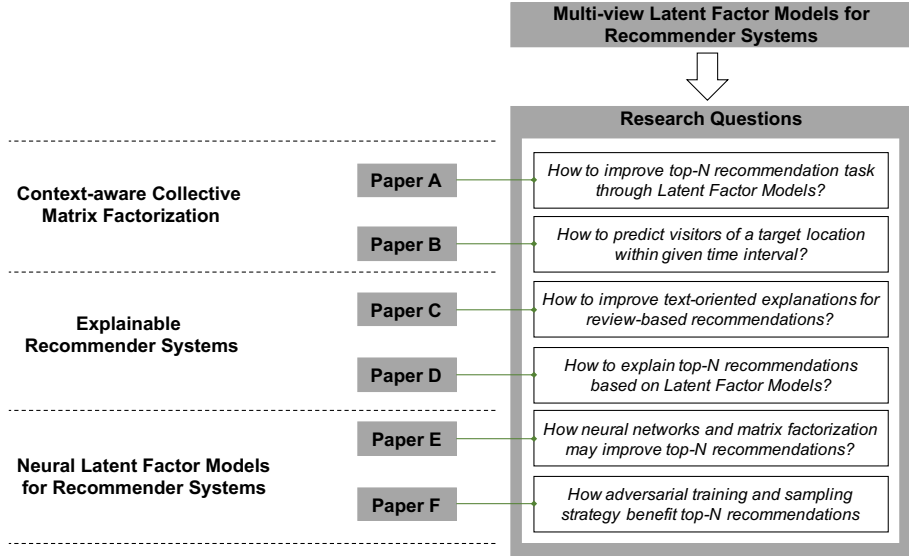 Multi-view Latent Factor Models for
Recommender Systems
Research Questions
Context-aware Collective
Matrix Factorization
Paper A
How to improve top-N recommendation task
through Latent Factor Models?
Paper B
How to predict visitors of a target location
within given time interval?
Explainable
Recommender Systems
Paper C
How to improve text-oriented explanations for
review-based recommendations?
Paper D
How to explain top-N recommendations
based on Latent Factor Models?
Neural Latent Factor Models
for Recommender Systems
Paper E
How neural networks and matrix factorization
may improve top-N recommendations?
Paper F
How adversarial training and sampling
strategy benefit top-N recommendations